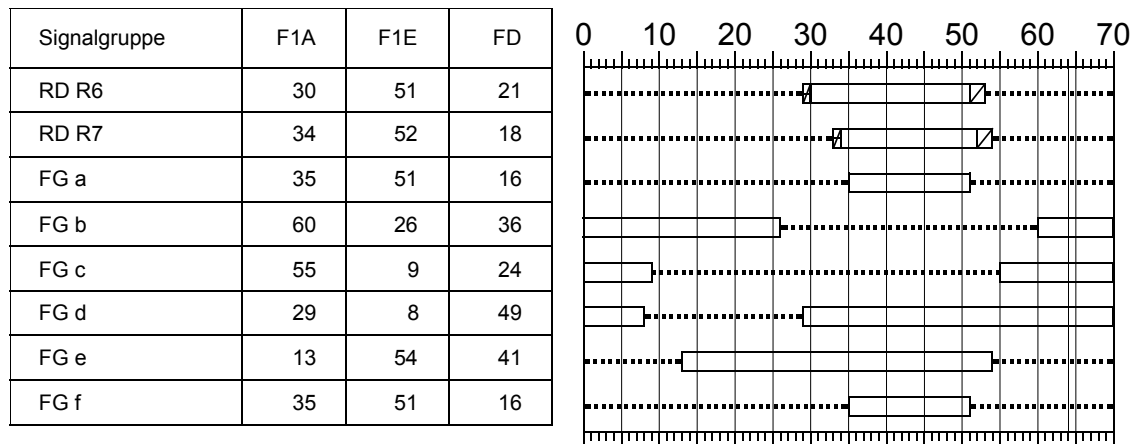 Signalgruppe F1A F1E FD 0 10 20 30 40 50 60 70
RD R6 30 51 21
RD R7 34 52 18
FG a 35 51 16
FG b 60 26 36
FG c 55 9 24
FG d 29 8 49
FG e 13 54 41
FG f 35 51 16